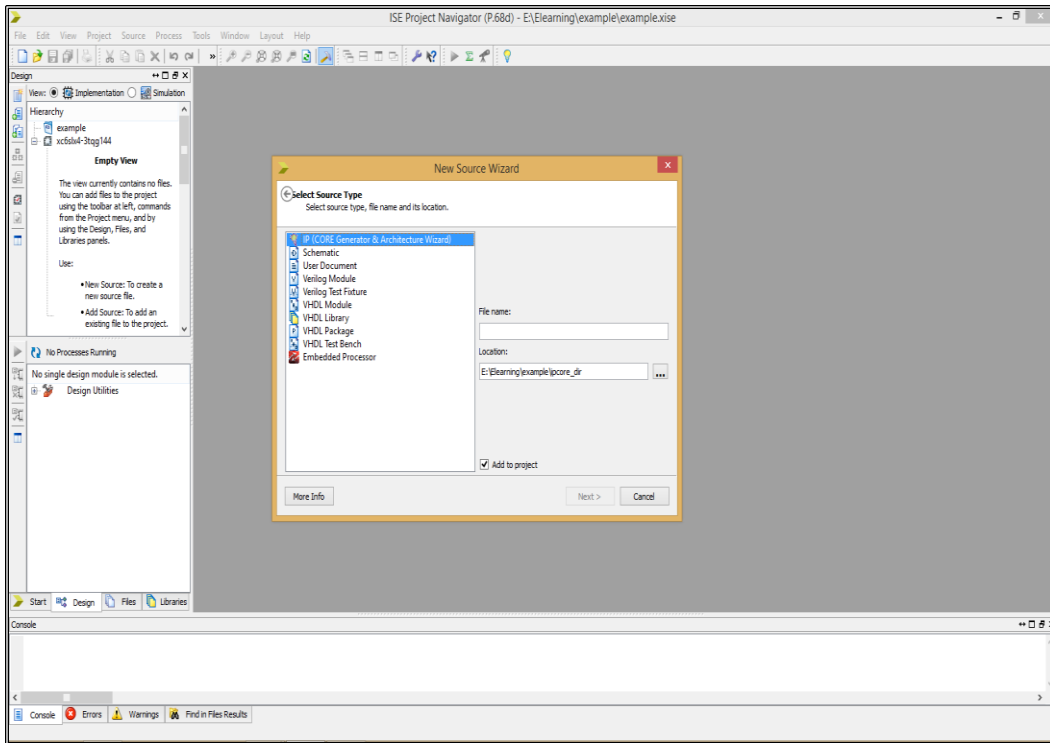 ISE Project Navigator (P.68d) - E:\Elearning\example\example.xise
File Edit View Project Source Process Tools Window Layout Help
Design
View: Implementation Simulation
Hierarchy
example
xc6slx4-3tqg144
Empty View
The view currently contains no files.
You can add files to the project
using the toolbar at left, commands
from the Project menu, and by
using the Design, Files, and
Libraries panels.
Use:
•New Source: To create a
new source file.
•Add Source: To add an
existing file to the project.
No Processes Running
No single design module is selected.
Design Utilities
Start Design Files Libraries
New Source Wizard
Select Source Type
Select source type, file name and its location.
IP (CORE Generator & Architecture Wizard)
Schematic
User Document
Verilog Module
Verilog Test Fixture
VHDL Module
VHDL Library
VHDL Package
VHDL Test Bench
Embedded Processor
File name:
Location:
E:\Elearning\example\ipcore_dir
...
Add to project
More Info
Next >
Cancel
Console
Console Errors Warnings Find in Files Results